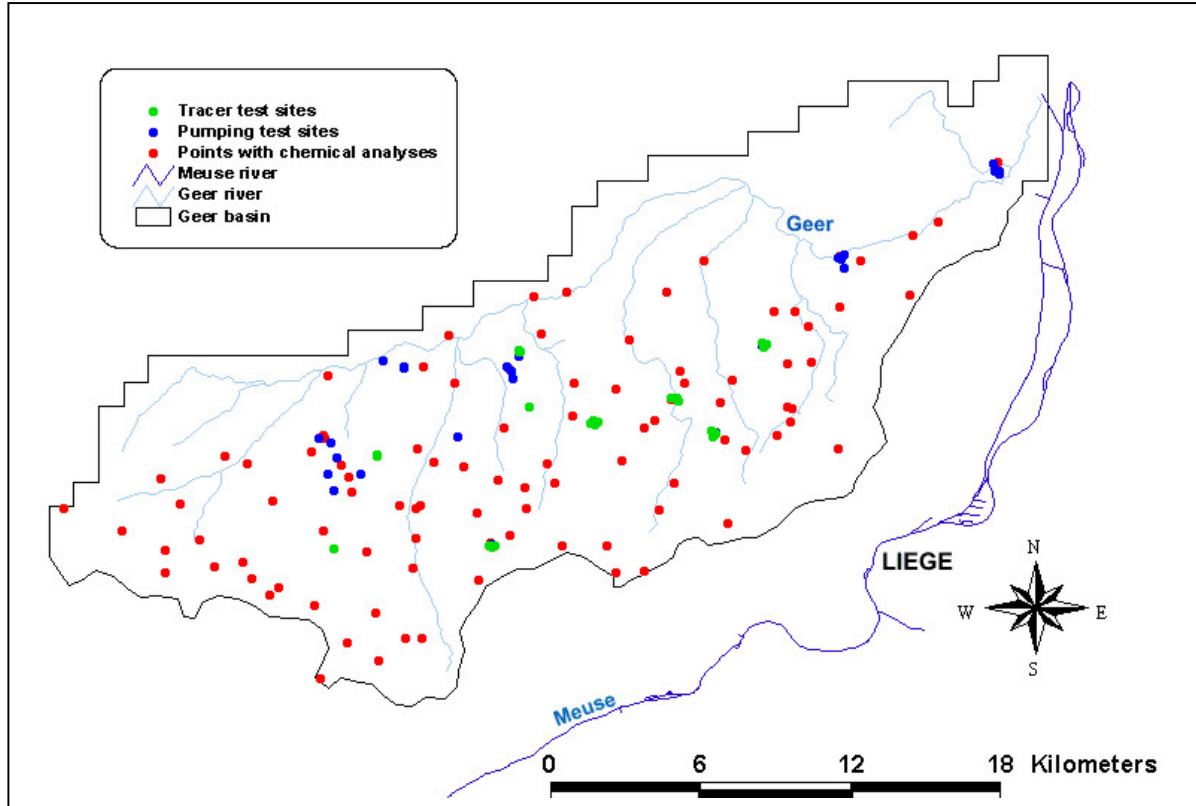 Tracer test sites
Pumping test sites
Points with chemical analyses
Meuse river
Geer river
Geer basin
Geer
LIEGE
N
W E
S
Meuse
0 6 12 18 Kilometers